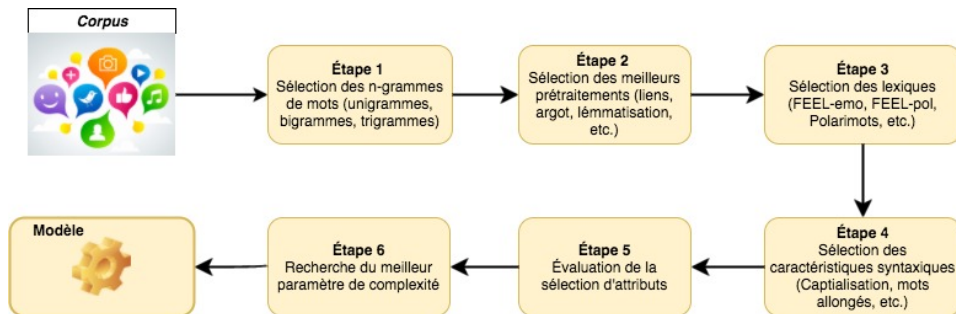 Corpus
Étape 1
Sélection des n-grammes
de mots (unigrammes,
bigrammes, trigrammes)
Étape 2
Sélection des meilleurs
prétraitements (liens,
argot, lémmatisation,
etc.)
Étape 3
Sélection des lexiques
(FEEL-emo, FEEL-pol,
Polarimots, etc.)
Étape 4
Sélection des
caractéristiques syntaxiques
(Captialisation, mots
allongés, etc.)
Étape 5
Évaluation de la
sélection d'attributs
Étape 6
Recherche du meilleur
paramètre de complexité
Modèle